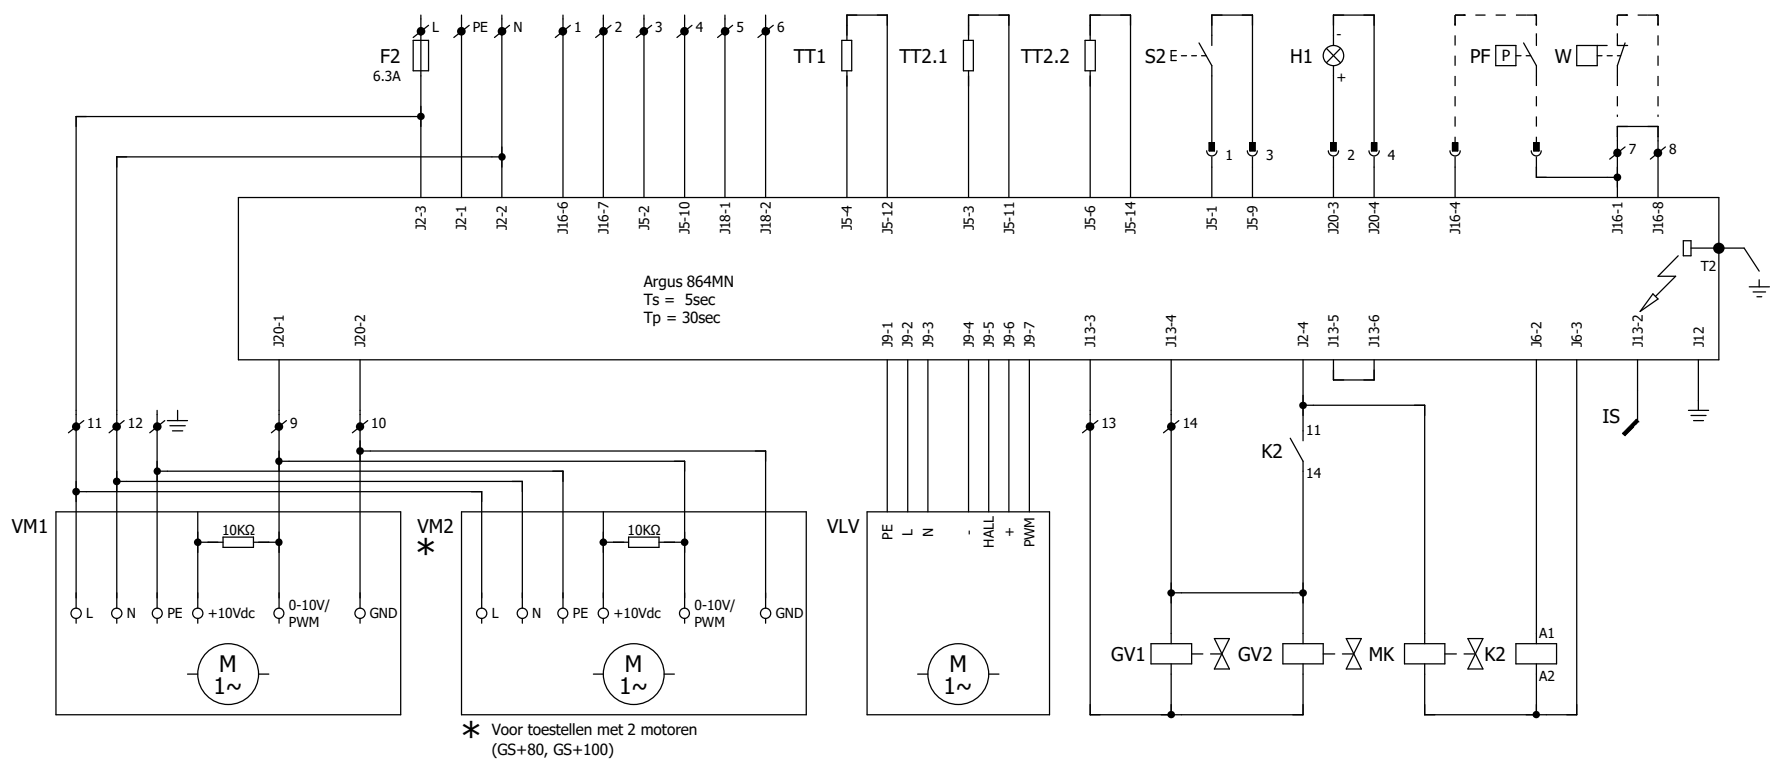 L PE N 1 2 3 4 5 6
F2
6.3A
TT1 TT2.1 TT2.2 S2 E H1 - + PF P W
1 3 2 4 7 8
J2-3 J2-1 J2-2 J16-6 J16-7 J5-2 J5-10 J18-1 J18-2 J5-4 J5-12 J5-3 J5-11 J5-6 J5-14 J5-1 J5-9 J20-3 J20-4 J16-4 J16-1 J16-8
T2
Argus 864MN
Ts = 5sec
Tp = 30sec
J20-1 J20-2 J9-1 J9-2 J9-3 J9-4 J9-5 J9-6 J9-7 J13-3 J13-4 J2-4 J13-5 J13-6 J6-2 J6-3 J13-2 J12
11 12 9 10 13 14
IS
11
K2
14
VM1 10KΩ VM2 10KΩ VLV
*
PE L N - HALL + PWM
L N PE +10Vdc 0-10V/
PWM GND
L N PE +10Vdc 0-10V/
PWM GND
M
1~
M
1~
M
1~
GV1 GV2 MK K2
A1
A2
* Voor toestellen met 2 motoren
(GS+80, GS+100)